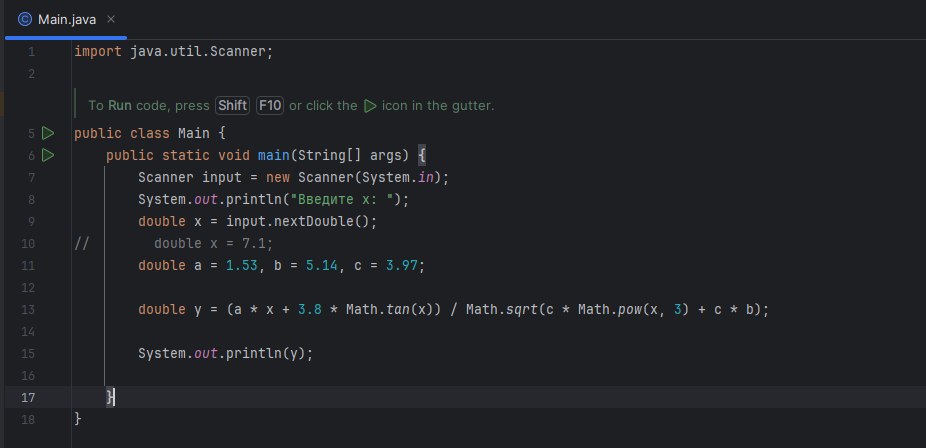 Main.java
1 import java.util.Scanner;
2
To Run code, press Shift F10 or click the icon in the gutter.
5 public class Main {
6 public static void main(String[] args) {
7 Scanner input = new Scanner(System.in);
8 System.out.println("Введите x: ");
9 double x = input.nextDouble();
10 // double x = 7.1;
11 double a = 1.53, b = 5.14, c = 3.97;
12
13 double y = (a * x + 3.8 * Math.tan(x)) / Math.sqrt(c * Math.pow(x, 3) + c * b);
14
15 System.out.println(y);
16
17 }
18 }